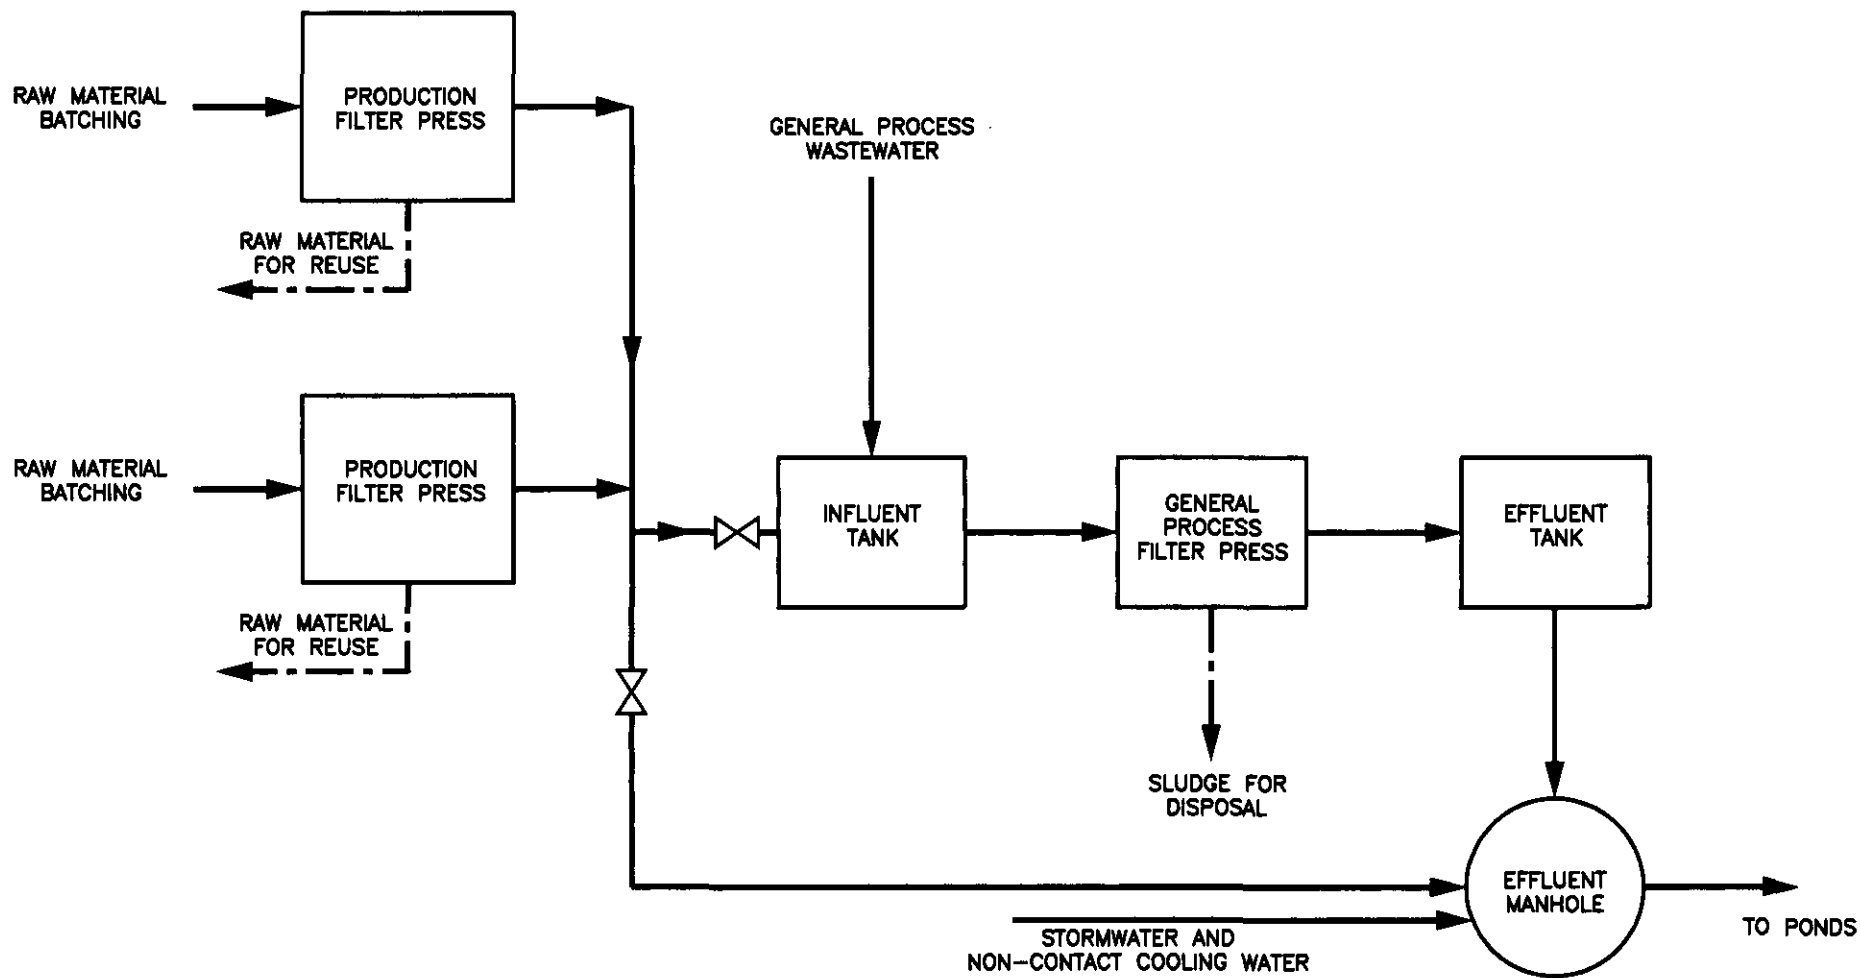 RAW MATERIAL
BATCHING
PRODUCTION
FILTER PRESS
RAW MATERIAL
FOR REUSE
GENERAL PROCESS
WASTEWATER
RAW MATERIAL
BATCHING
PRODUCTION
FILTER PRESS
RAW MATERIAL
FOR REUSE
INFLUENT
TANK
GENERAL
PROCESS
FILTER PRESS
EFFLUENT
TANK
SLUDGE FOR
DISPOSAL
EFFLUENT
MANHOLE
STORMWATER AND
NON-CONTACT COOLING WATER
TO PONDS